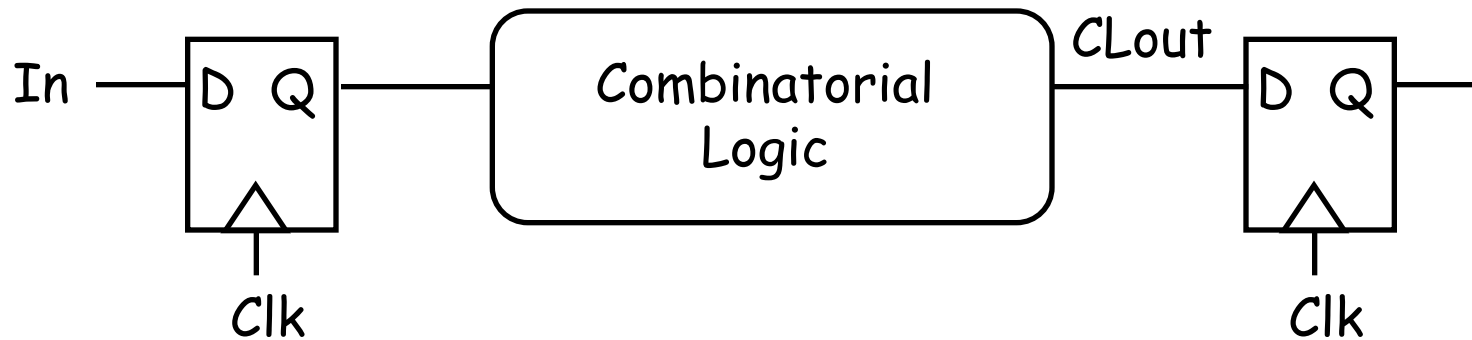 In
D Q
Combinatorial
Logic
CLout
D Q
Clk
Clk